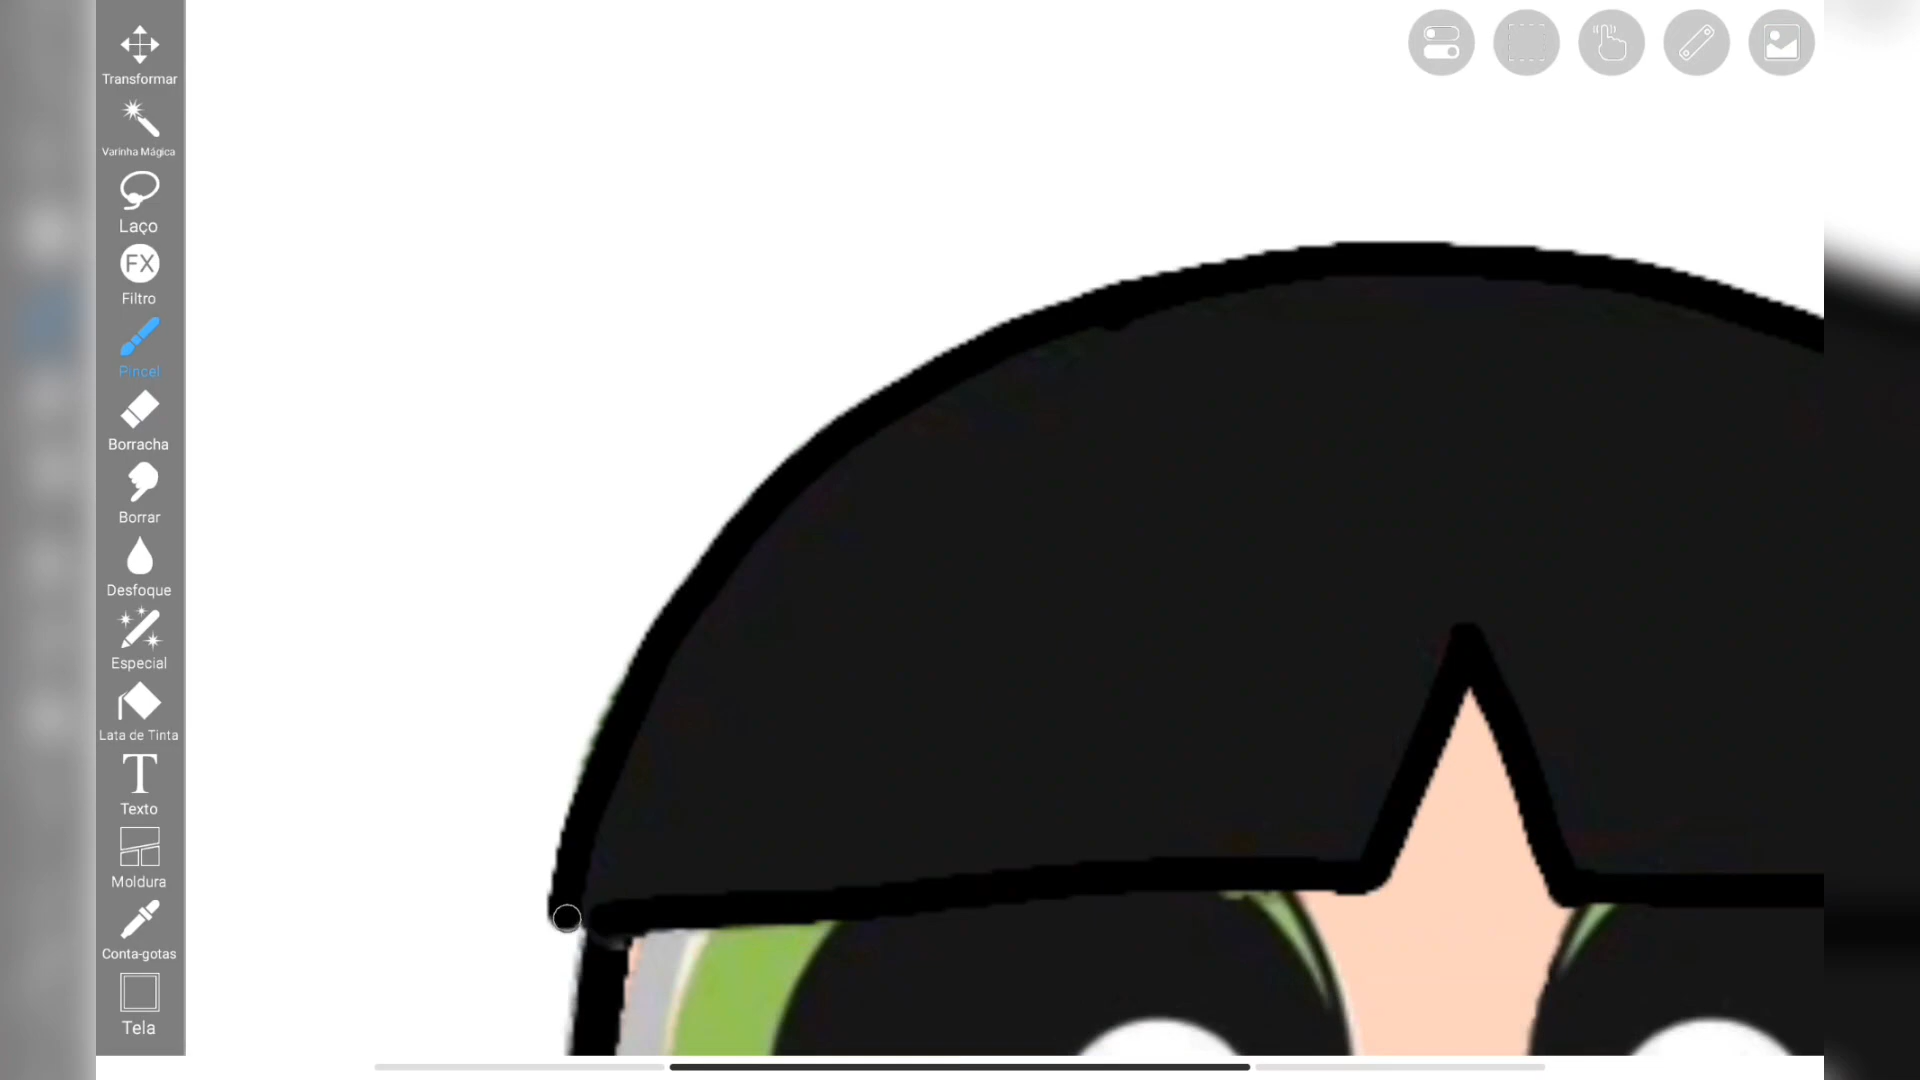 Transformar
Varinha Mágica
Laço
FX
Filtro
Pincel
Borracha
Borrar
Desfoque
Especial
Lata de Tinta
T
Texto
Moldura
Conta-gotas
Tela